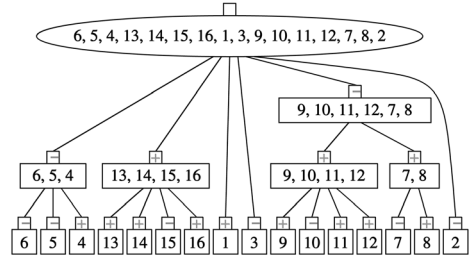 6, 5, 4, 13, 14, 15, 16, 1, 3, 9, 10, 11, 12, 7, 8, 2
−
9, 10, 11, 12, 7, 8
− + + +
6, 5, 4 13, 14, 15, 16 9, 10, 11, 12 7, 8
− − + + + − + + − + − + + − + −
6 5 4 13 14 15 16 1 3 9 10 11 12 7 8 2